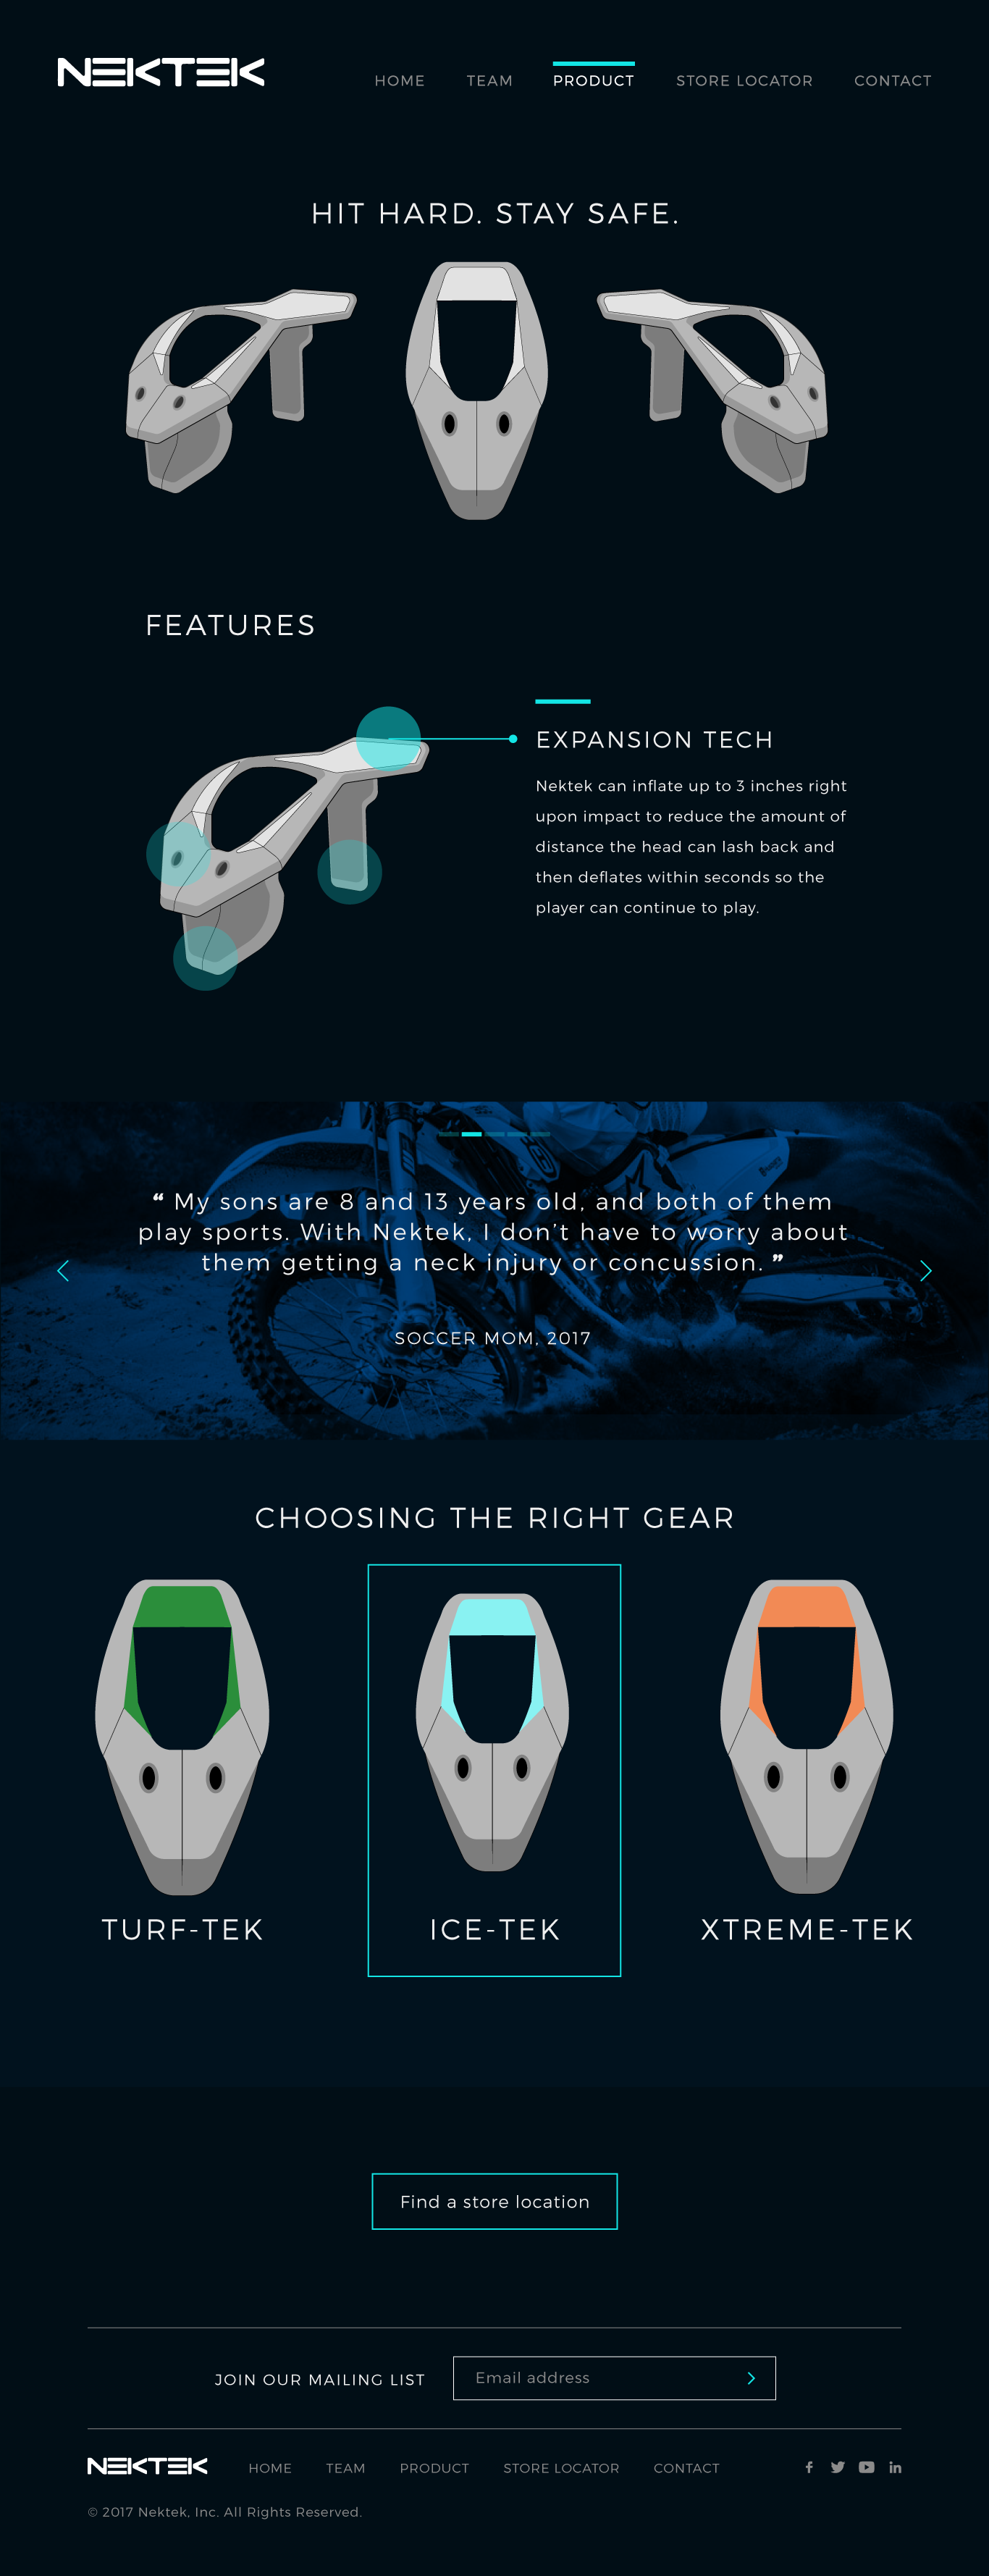 NEKTEK
HOME TEAM PRODUCT STORE LOCATOR CONTACT
HIT HARD. STAY SAFE.
FEATURES
EXPANSION TECH
Nektek can inflate up to 3 inches right
upon impact to reduce the amount of
distance the head can lash back and
then deflates within seconds so the
player can continue to play.
“ My sons are 8 and 13 years old, and both of them
play sports. With Nektek, I don’t have to worry about
them getting a neck injury or concussion. ”
SOCCER MOM, 2017
CHOOSING THE RIGHT GEAR
TURF-TEK ICE-TEK XTREME-TEK
Find a store location
JOIN OUR MAILING LIST Email address
NEKTEK HOME TEAM PRODUCT STORE LOCATOR CONTACT
© 2017 Nektek, Inc. All Rights Reserved.